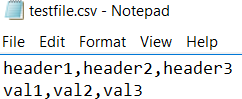 testfile.csv - Notepad
File Edit Format View Help
header1,header2,header3
val1,val2,val3